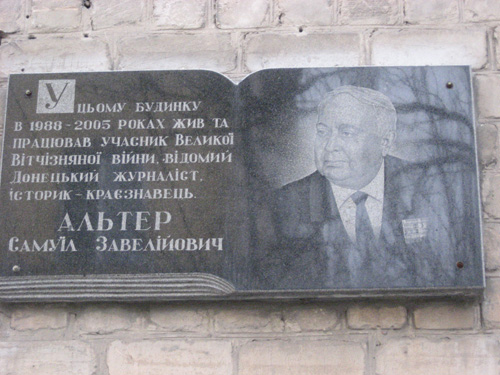 У цьому будинку
в 1988-2005 роках жив та
працював учасник Великої
Вітчізняної війни, відомий
Донецький журналіст,
історик-краєзнавець.
АЛЬТЕР
Самуїл Завелійович